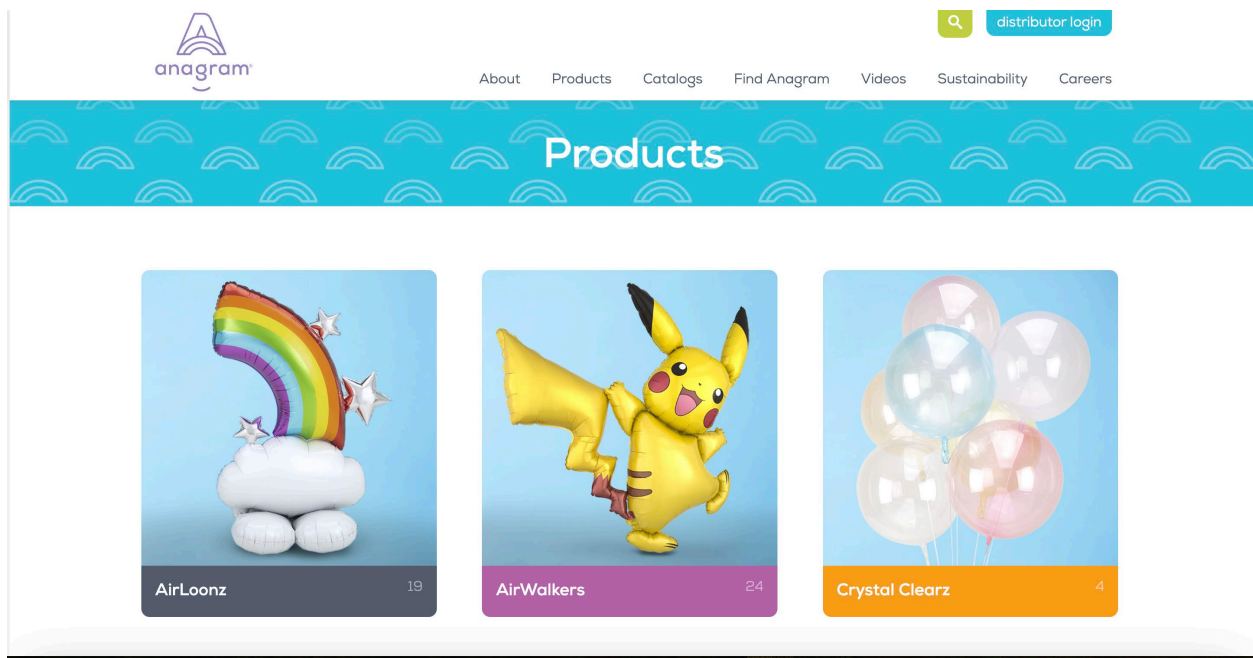 distributor login
anagram®
About Products Catalogs Find Anagram Videos Sustainability Careers
Products
AirLoonz 19
AirWalkers 24
Crystal Clearz 4